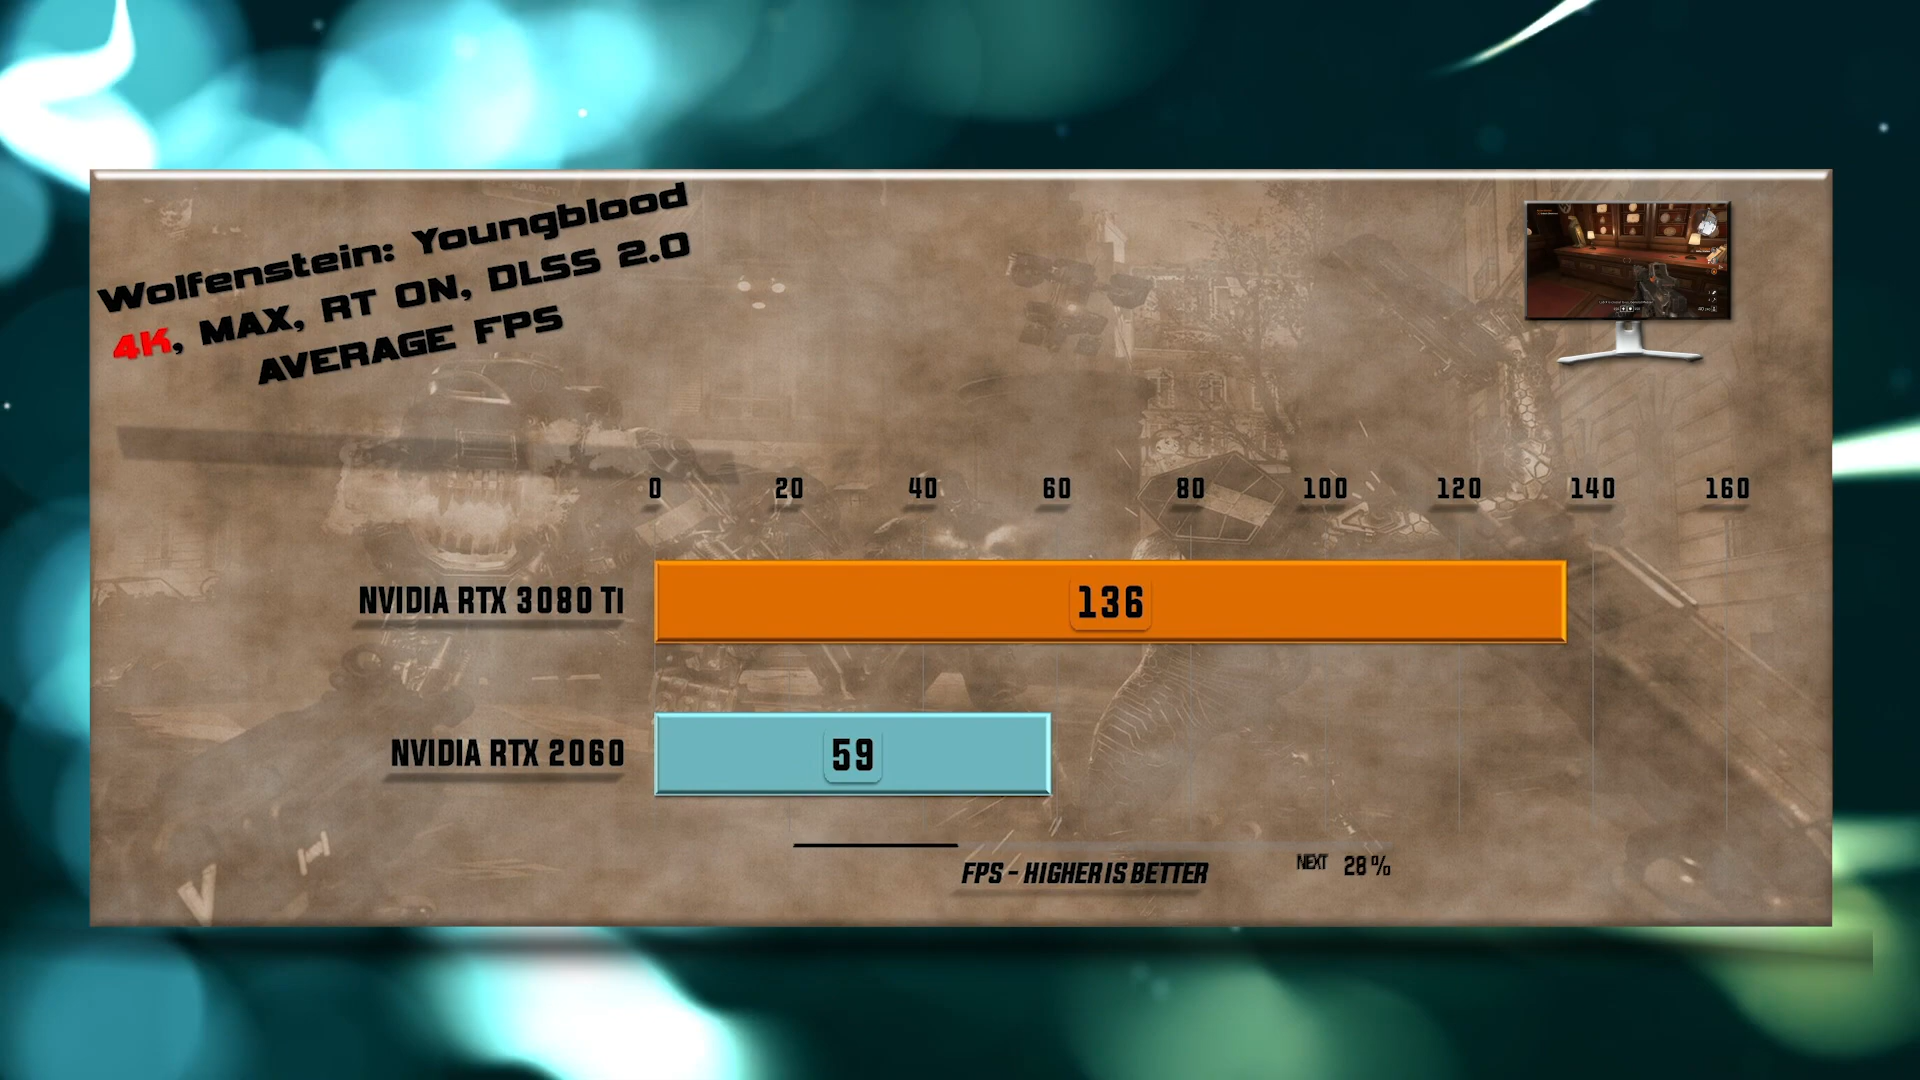 Wolfenstein: Youngblood
4K, MAX, RT ON, DLSS 2.0
AVERAGE FPS
0 20 40 60 80 100 120 140 160
NVIDIA RTX 3080 TI
136
NVIDIA RTX 2060
59
FPS - HIGHER IS BETTER
NEXT 28%